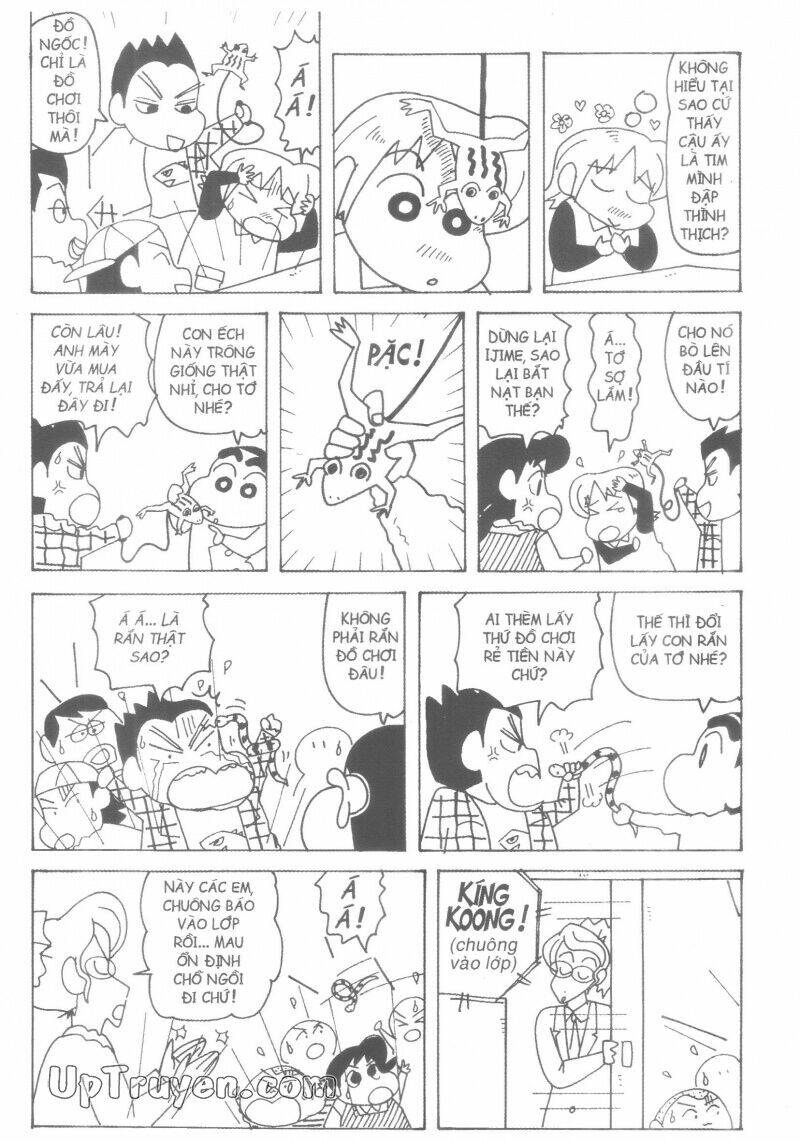 KHÔNG
HIỂU TẠI
SAO CỨ
THẤY
CẬU ẤY
LÀ TIM
MÌNH
ĐẬP
THÌNH
THỊCH?
Á
Á!
ĐỒ
NGỐC!
CHỈ LÀ
ĐỒ
CHƠI
THÔI
MÀ!
CHO NÓ
BÒ LÊN
ĐẦU TÍ
NÀO!
Á...
TỚ
SỢ
LẮM!
DỪNG LẠI
IJIME, SAO
LẠI BẮT
NẠT BẠN
THẾ?
PẶC!
CON ẾCH
NÀY TRÔNG
GIỐNG THẬT
NHỈ, CHO TỚ
NHÉ?
CÒN LÂU!
ANH MÀY
VỪA MUA
ĐẤY, TRẢ LẠI
ĐÂY ĐI!
THẾ THÌ ĐỔI
LẤY CON RẮN
CỦA TỚ NHÉ?
AI THÈM LẤY
THỨ ĐỒ CHƠI
RẺ TIỀN NÀY
CHỨ?
KHÔNG
PHẢI RẮN
ĐỒ CHƠI
ĐÂU!
Á Á... LÀ
RẮN THẬT
SAO?
KÍNG
KOONG!
(chuông
vào lớp)
Á
Á!
NÀY CÁC EM,
CHUÔNG BÁO
VÀO LỚP
RỒI... MAU
ỔN ĐỊNH
CHỖ NGỒI
ĐI CHỨ!
UpTruyen.com